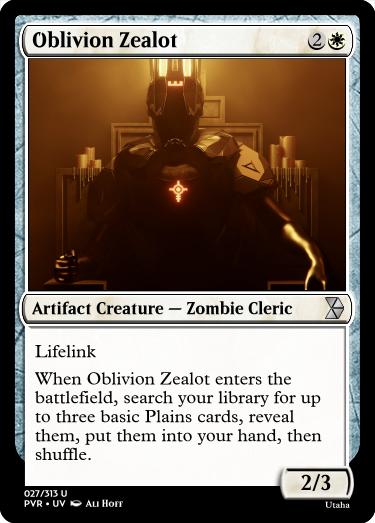 Oblivion Zealot 2
Artifact Creature — Zombie Cleric
Lifelink
When Oblivion Zealot enters the
battlefield, search your library for up
to three basic Plains cards, reveal
them, put them into your hand, then
shuffle.
2/3
027/313 U
PVR • UV Ali Hoff
Utaha